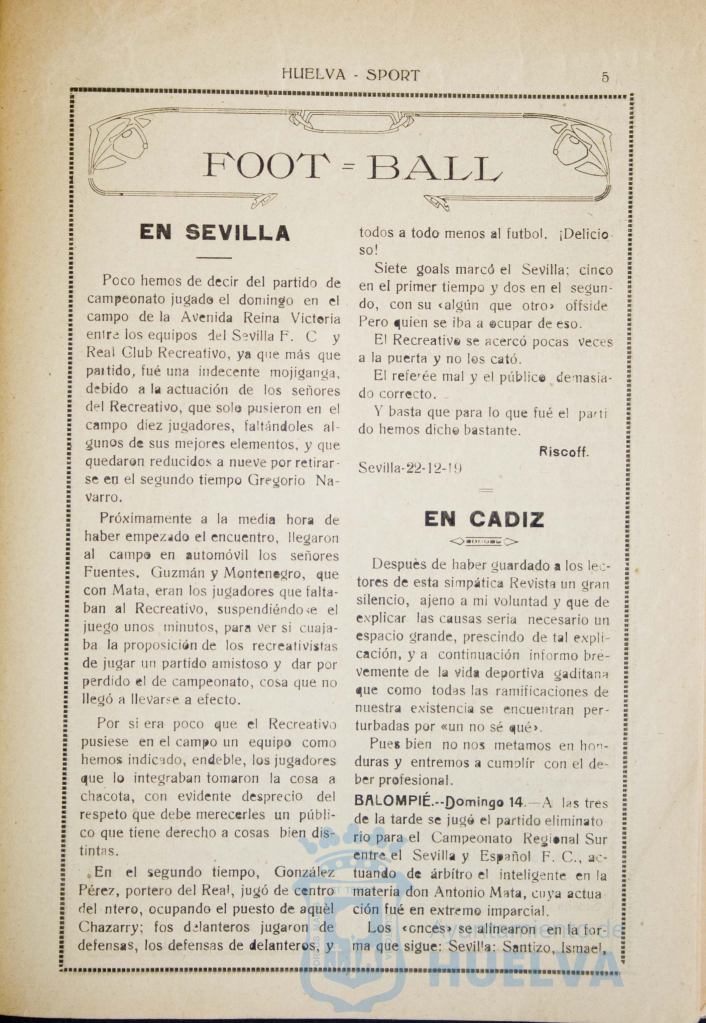 HUELVA - SPORT
5
FOOT = BALL
EN SEVILLA
Poco hemos de decir del partido de
campeonato jugado el domingo en el
campo de la Avenida Reina Victoria
entre los equipos del Sevilla F. C y
Real Club Recreativo, ya que más que
partido, fué una indecente mojiganga,
debido a la actuación de los señores
del Recreativo, que solo pusieron en el
campo diez jugadores, faltándoles al-
gunos de sus mejores elementos, y que
quedaron reducidos a nueve por retirar-
se en el segundo tiempo Gregorio Na-
varro.
Próximamente a la media hora de
haber empezado el encuentro, llegaron
al campo en automóvil los señores
Fuentes, Guzmán y Montenegro, que
con Mata, eran los jugadores que falta-
ban al Recreativo, suspendiéndose el
juego unos minutos, para ver si cuaja-
ba la proposición de los recreativistas
de jugar un partido amistoso y dar por
perdido el de campeonato, cosa que no
llegó a llevarse a efecto.
Por si era poco que el Recreativo
pusiese en el campo un equipo como
hemos indicado, endeble, los jugadores
que lo integraban tomaron la cosa a
chacota, con evidente desprecio del
respeto que debe merecerles un públi-
co que tiene derecho a cosas bien dis-
tintas.
En el segundo tiempo, González
Pérez, portero del Real, jugó de centro
del ntero, ocupando el puesto de aquèl
Chazarry; fos delanteros jugaron de
defensas, los defensas de delanteros, y
todos a todo menos al futbol. ¡Delicio-
so!
Siete goals marcó el Sevilla; cinco
en el primer tiempo y dos en el segun-
do, con su «algún que otro» offside
Pero quien se iba a ocupar de eso.
El Recreativo se acercó pocas veces
a la puerta y no los cató.
El referée mal y el público demasia-
do correcto.
Y basta que para lo que fué el parti
do hemos dicho bastante.
Riscoff.
Sevilla-22-12-19
EN CADIZ
Despuès de haber guardado a los lec-
tores de esta simpática Revista un gran
silencio, ajeno a mi voluntad y que de
explicar las causas seria necesario un
espacio grande, prescindo de tal expli-
cación, y a continuación informo bre-
vemente de la vida deportiva gaditana
que como todas las ramificaciones de
nuestra existencia se encuentran per-
turbadas por «un no sé qué».
Pues bien no nos metamos en hon-
duras y entremos a cumplir con el de-
ber profesional.
BALOMPIÉ.--Domingo 14.—A las tres
de la tarde se jugó el partido eliminato
rio para el Campeonato Regional Sur
entre el Sevilla y Español F. C., ac-
tuando de árbitro el inteligente en la
materia don Antonio Mata, cuya actua
ción fué en extremo imparcial.
Los «onces» se alinearon en la for-
ma que sigue: Sevilla: Santizo, Ismael,
Ayuntamiento de
HUELVA